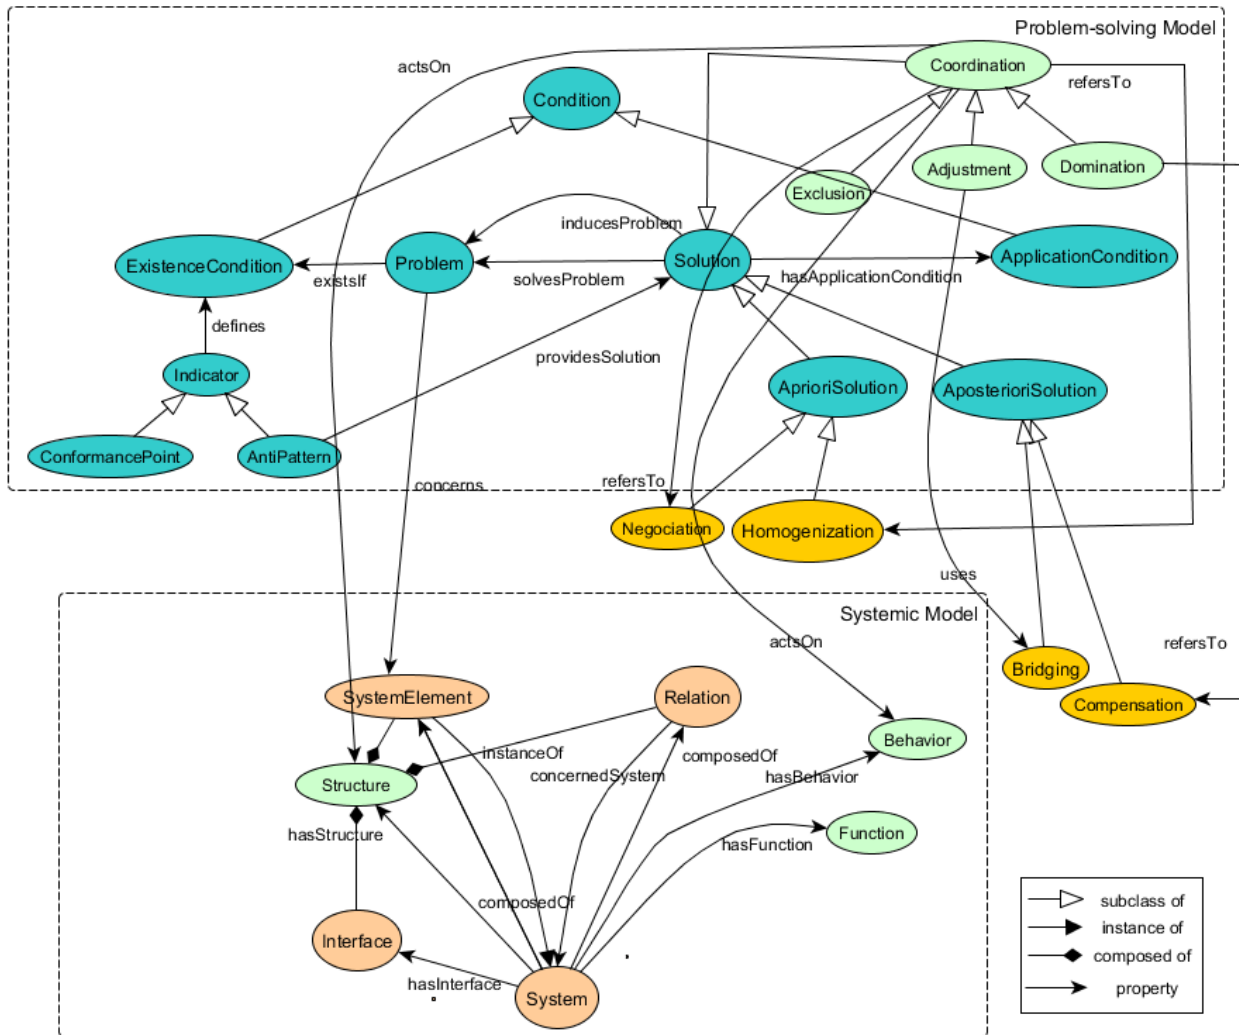 Problem-solving Model
actsOn
Coordination
refersTo
Condition
Exclusion
Adjustment
Domination
inducesProblem
ExistenceCondition
Problem
Solution
ApplicationCondition
existsIf
solvesProblem
hasApplicationCondition
defines
providesSolution
Indicator
AprioriSolution
AposterioriSolution
ConformancePoint
AntiPattern
concerns
refersTo
Negociation
Homogenization
uses
Systemic Model
actsOn
refersTo
Bridging
SystemElement
Relation
Compensation
instanceOf
composedOf
Behavior
concernedSystem
hasBehavior
Structure
hasStructure
hasFunction
Function
composedOf
Interface
hasInterface
System
subclass of
instance of
composed of
property